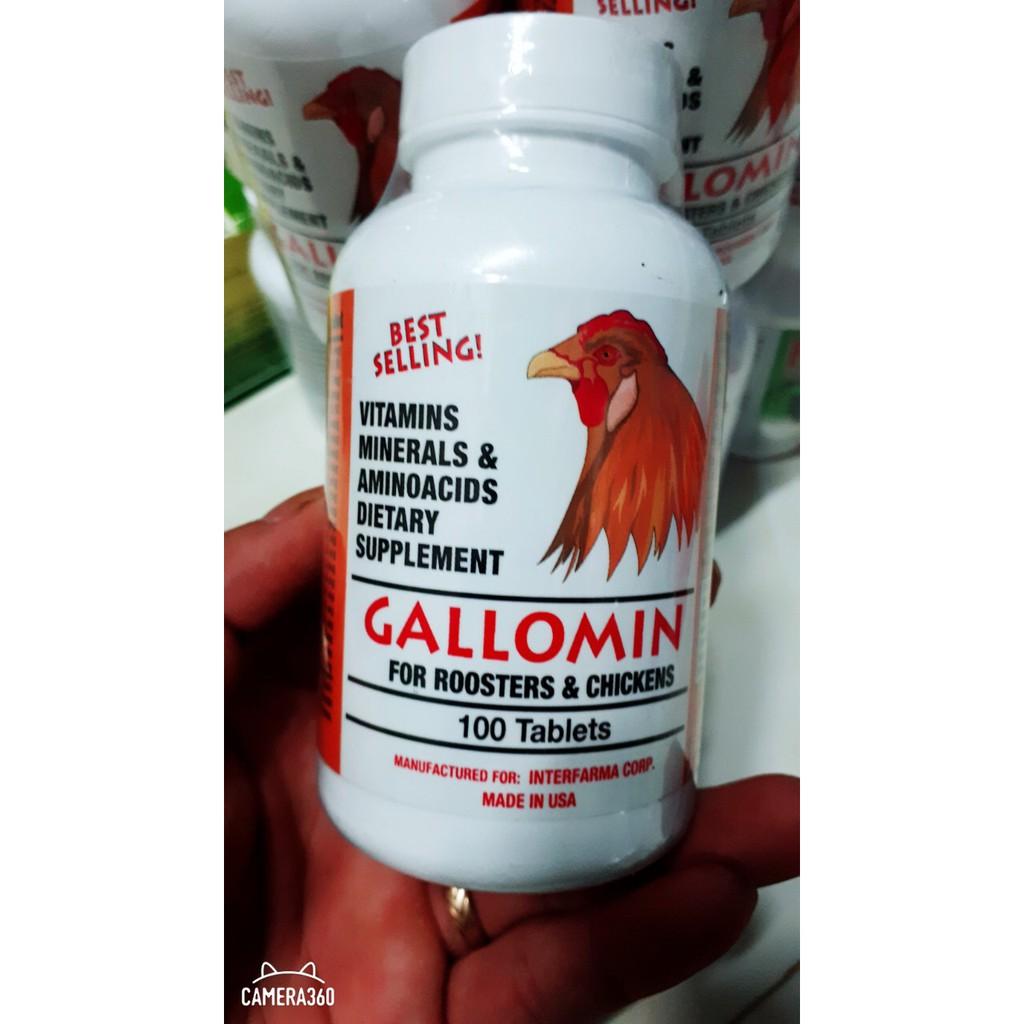 SELLING!
BEST
SELLING!
VITAMINS
MINERALS &
AMINOACIDS
DIETARY
SUPPLEMENT
GALLOMIN
FOR ROOSTERS & CHICKENS
100 Tablets
MANUFACTURED FOR: INTERFARMA CORP.
MADE IN USA
CAMERA360